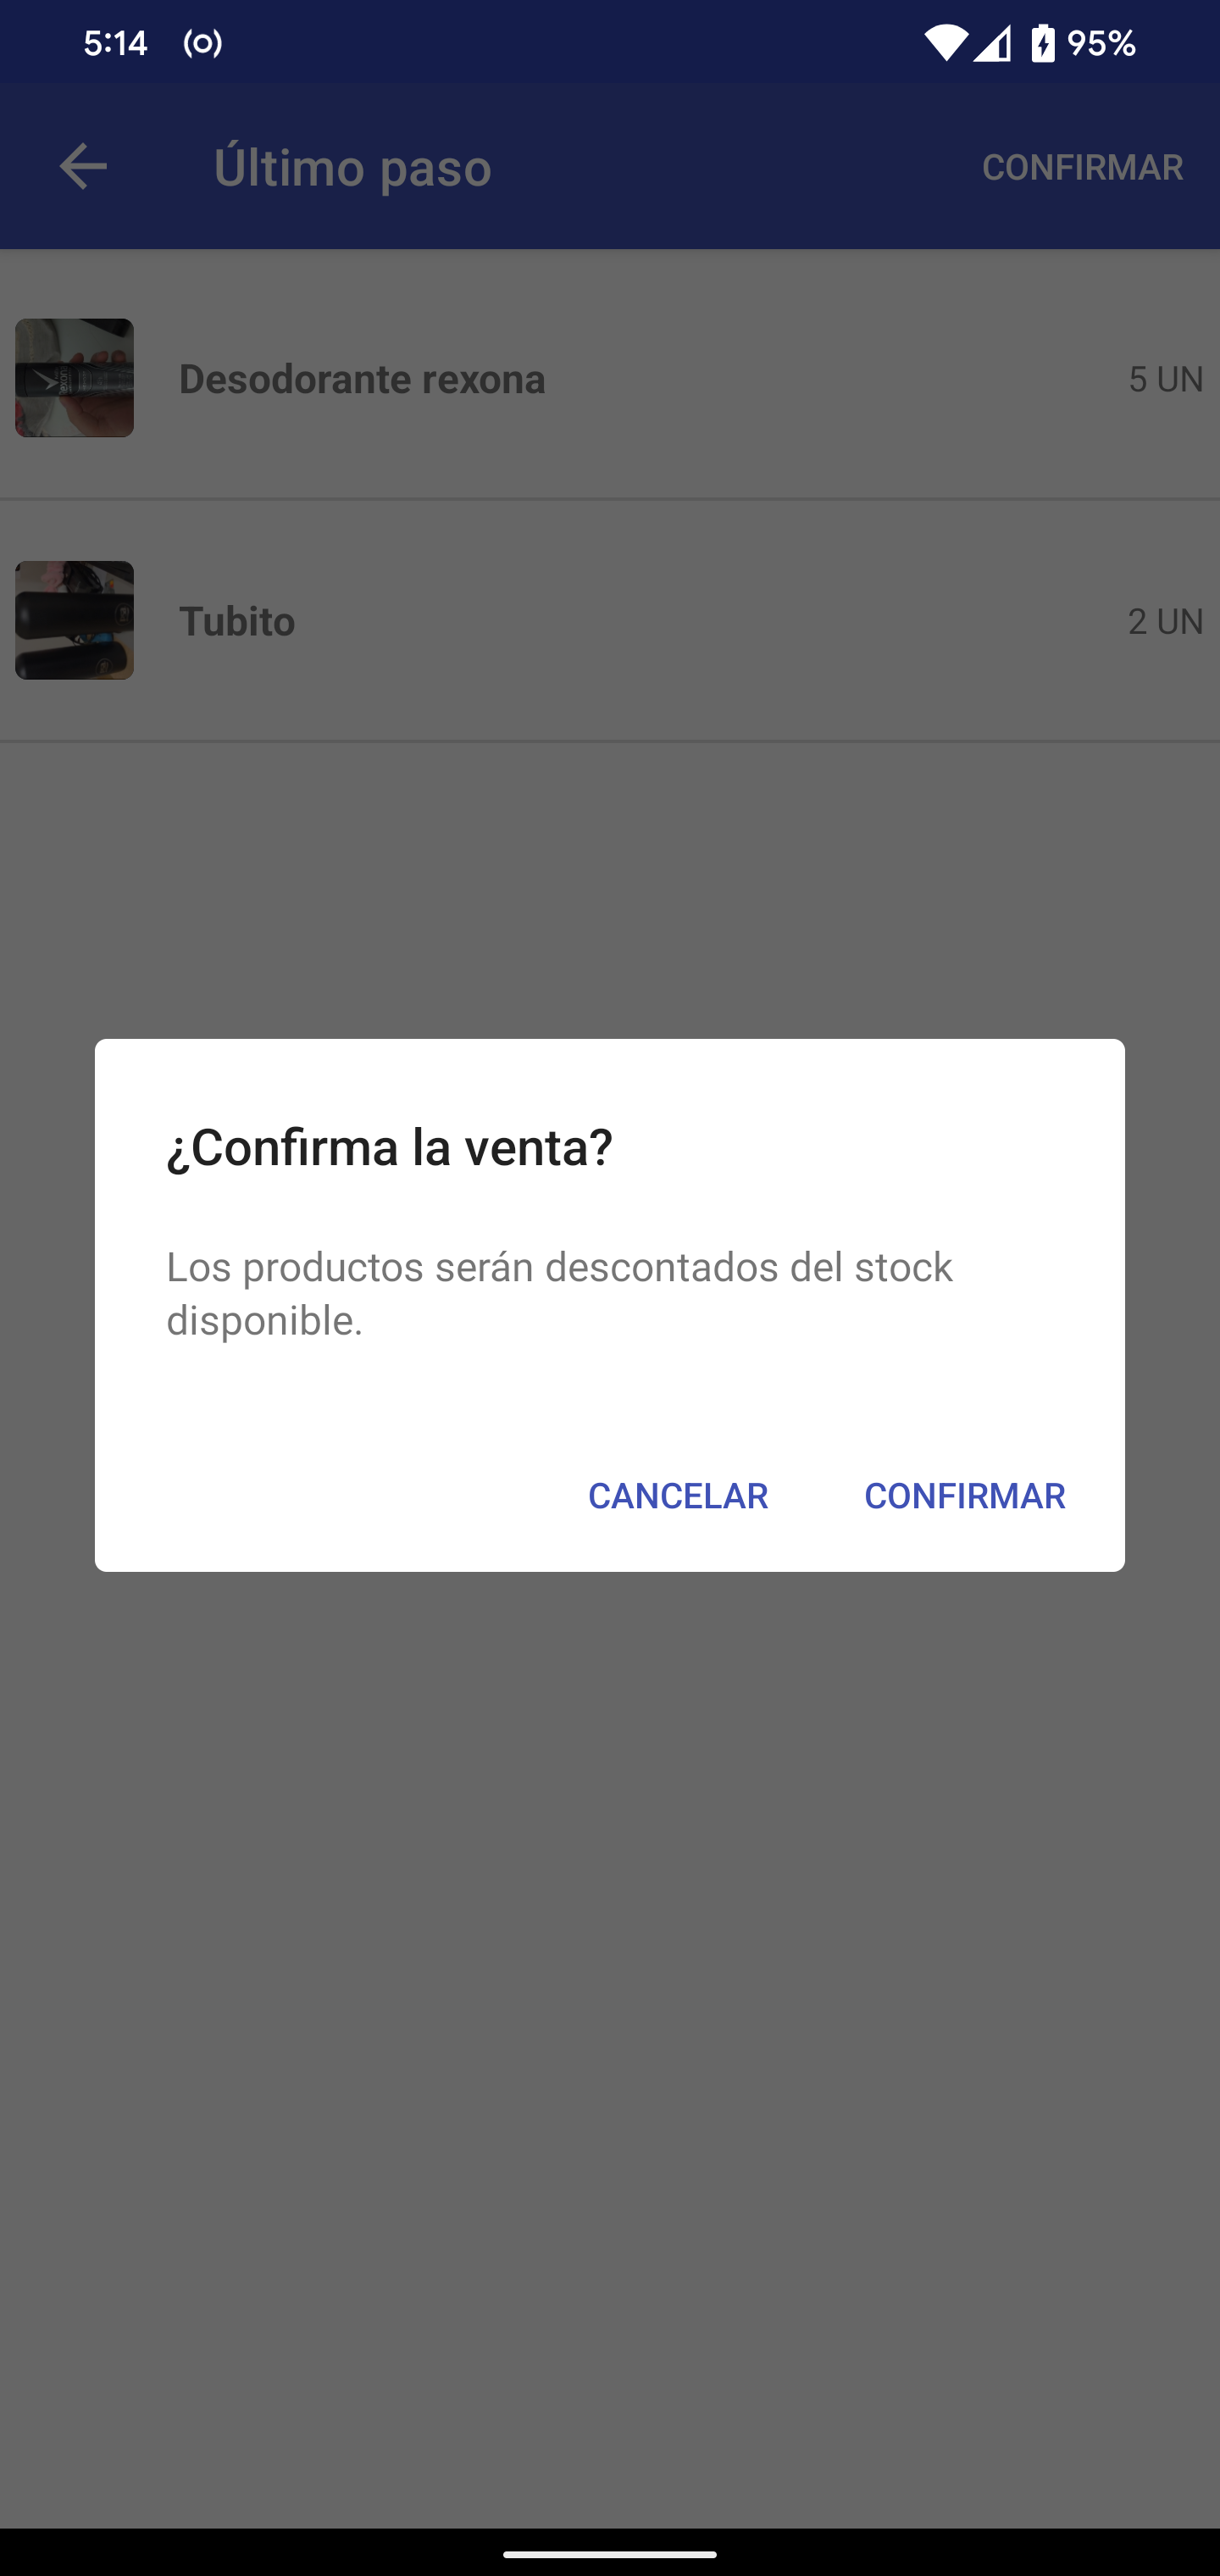 5:14
95%
Último paso
CONFIRMAR
Desodorante rexona
5 UN
Tubito
2 UN
¿Confirma la venta?
Los productos serán descontados del stock
disponible.
CANCELAR
CONFIRMAR